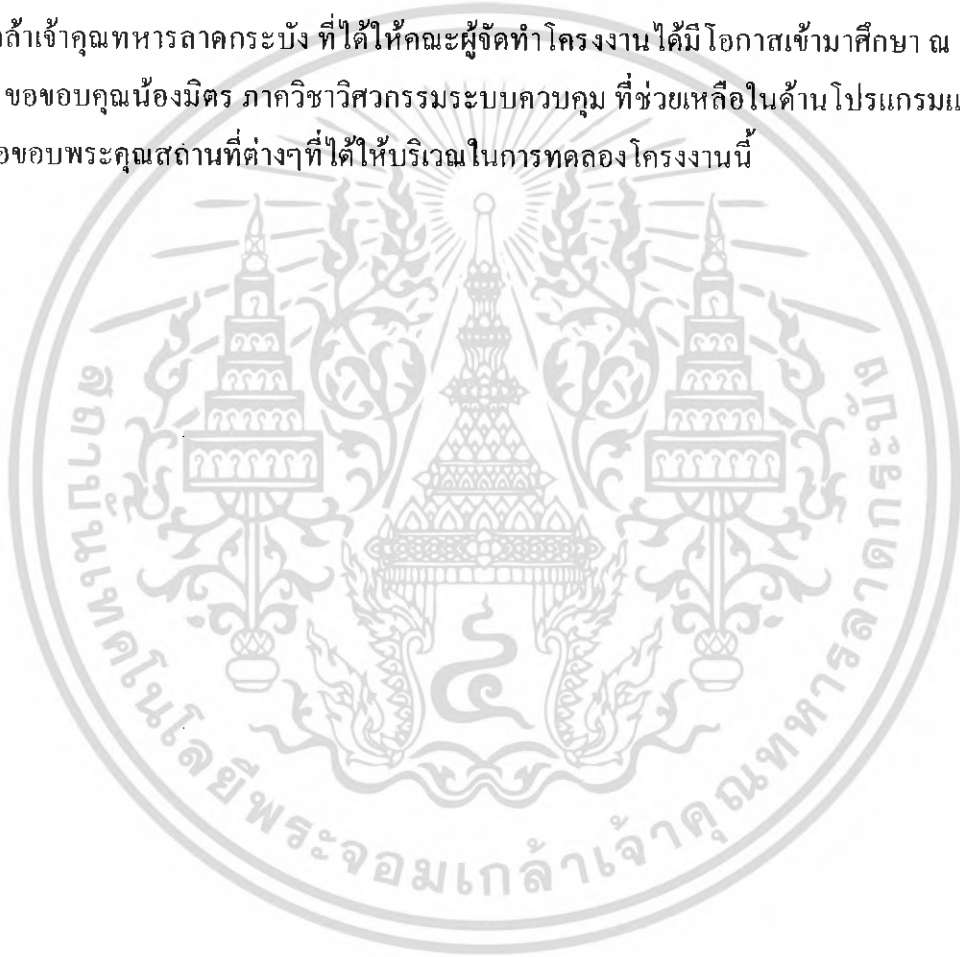 ล้าเจ้าคุณทหารลาดกระบัง ที่ได้ให้คณะผู้จัดทำโครงงานได้มีโอกาสเข้ามาศึกษา ณ
ขอขอบคุณน้องมิตร ภาควิชาวิศวกรรมระบบควบคุม ที่ช่วยเหลือในด้านโปรแกรมแ
อขอบพระคุณสถานที่ต่างๆที่ได้ให้บริเวณในการทดลองโครงงานนี้
สถาบันเทคโนโลยีพระจอมเกล้าเจ้าคุณทหารลาดกระบัง
๔